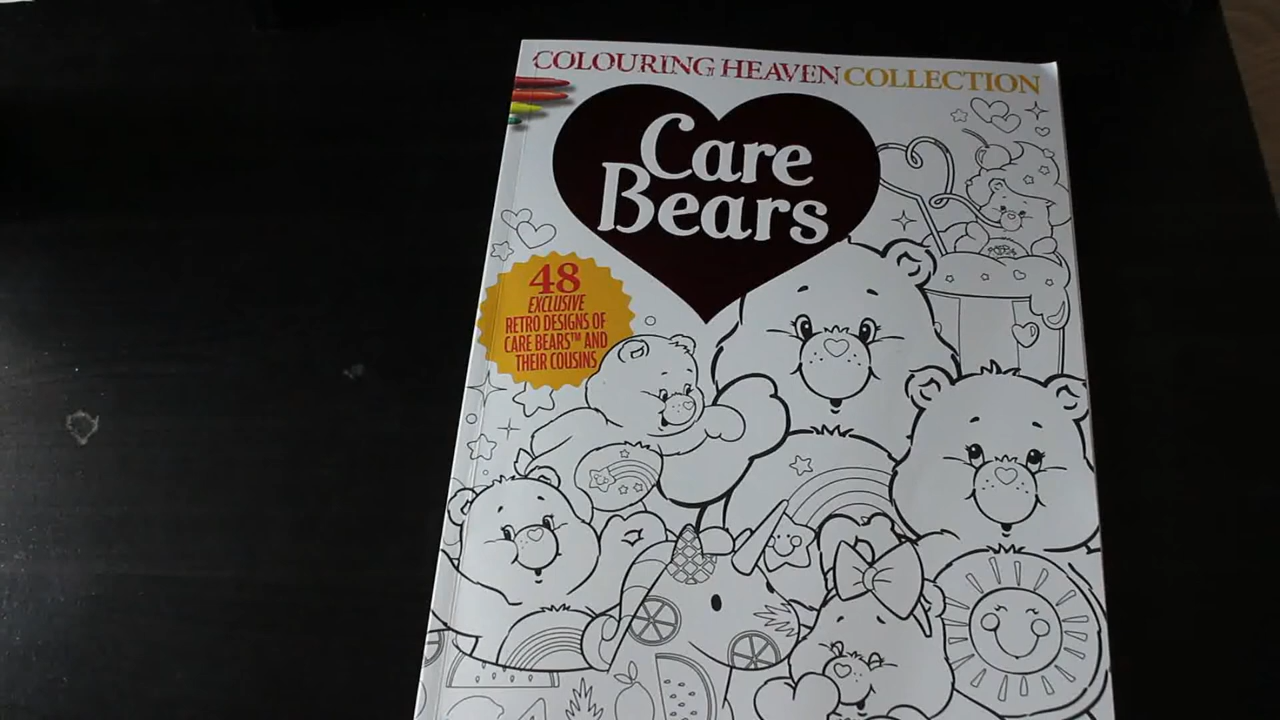 COLOURING HEAVEN COLLECTION
Care
Bears
48
EXCLUSIVE
RETRO DESIGNS OF
CARE BEARS™ AND
THEIR COUSINS